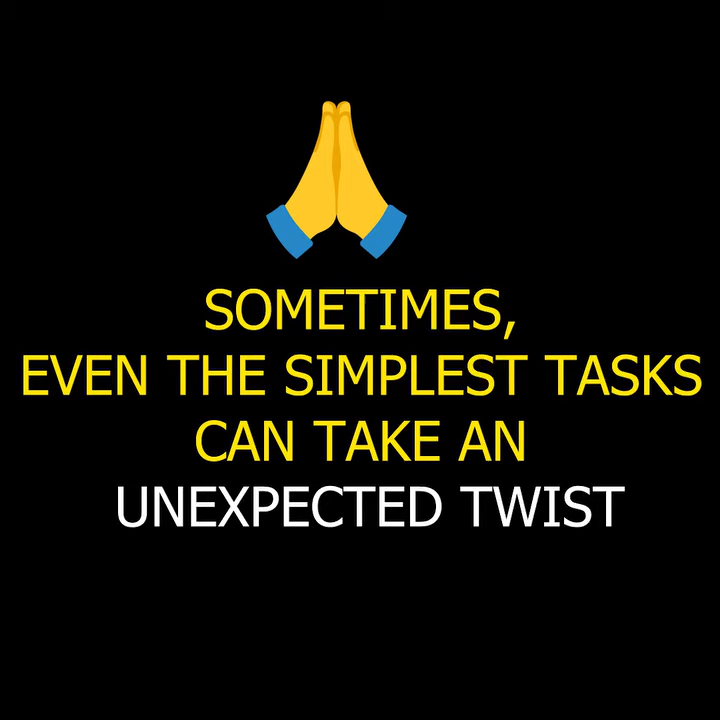 SOMETIMES,
EVEN THE SIMPLEST TASKS
CAN TAKE AN
UNEXPECTED TWIST